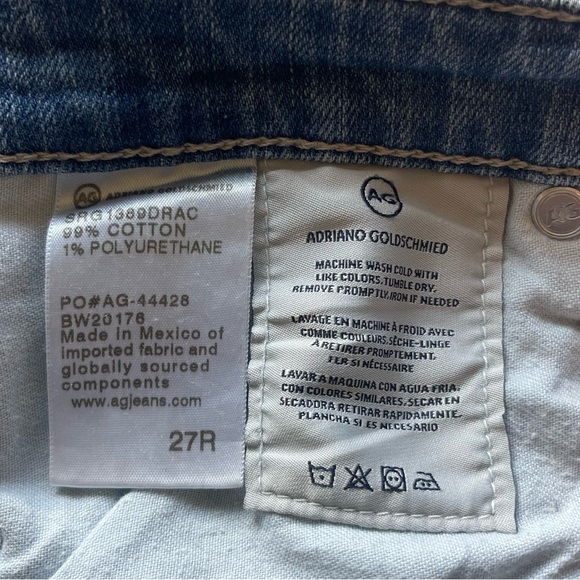 AG ADRIANO GOLDSCHMIED
SRG1389DRAC
99% COTTON
1% POLYURETHANE
PO#AG-44428
BW20176
Made in Mexico of
imported fabric and
globally sourced
components
www.agjeans.com
27R
AG
ADRIANO GOLDSCHMIED
MACHINE WASH COLD WITH
LIKE COLORS. TUMBLE DRY.
REMOVE PROMPTLY. IRON IF NEEDED
LAVAGE EN MACHINE À FROID AVEC
COMME COULEURS. SÈCHE-LINGE
A RETIRER PROMPTEMENT.
FER SI NÉCESSAIRE
LAVAR A MAQUINA CON AGUA FRIA:
CON COLORES SIMILARES. SECAR EN
SECADORA RETIRAR RAPIDAMENTE.
PLANCHA SI ES NECESARIO
AG